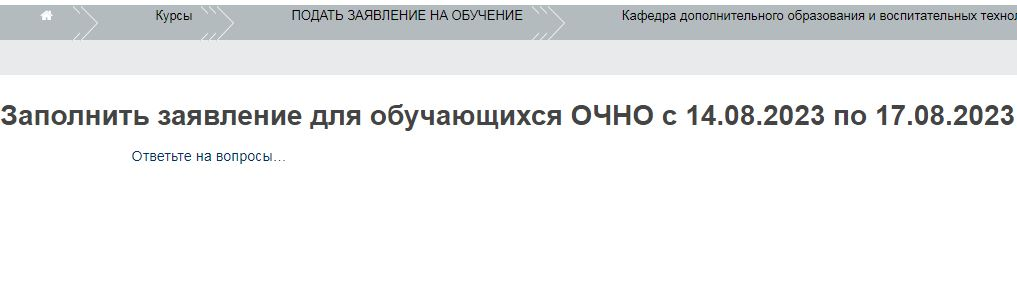 Курсы ПОДАТЬ ЗАЯВЛЕНИЕ НА ОБУЧЕНИЕ Кафедра дополнительного образования и воспитательных
Заполнить заявление для обучающихся ОЧНО с 14.08.2023 по 17.08.2023
Ответьте на вопросы...